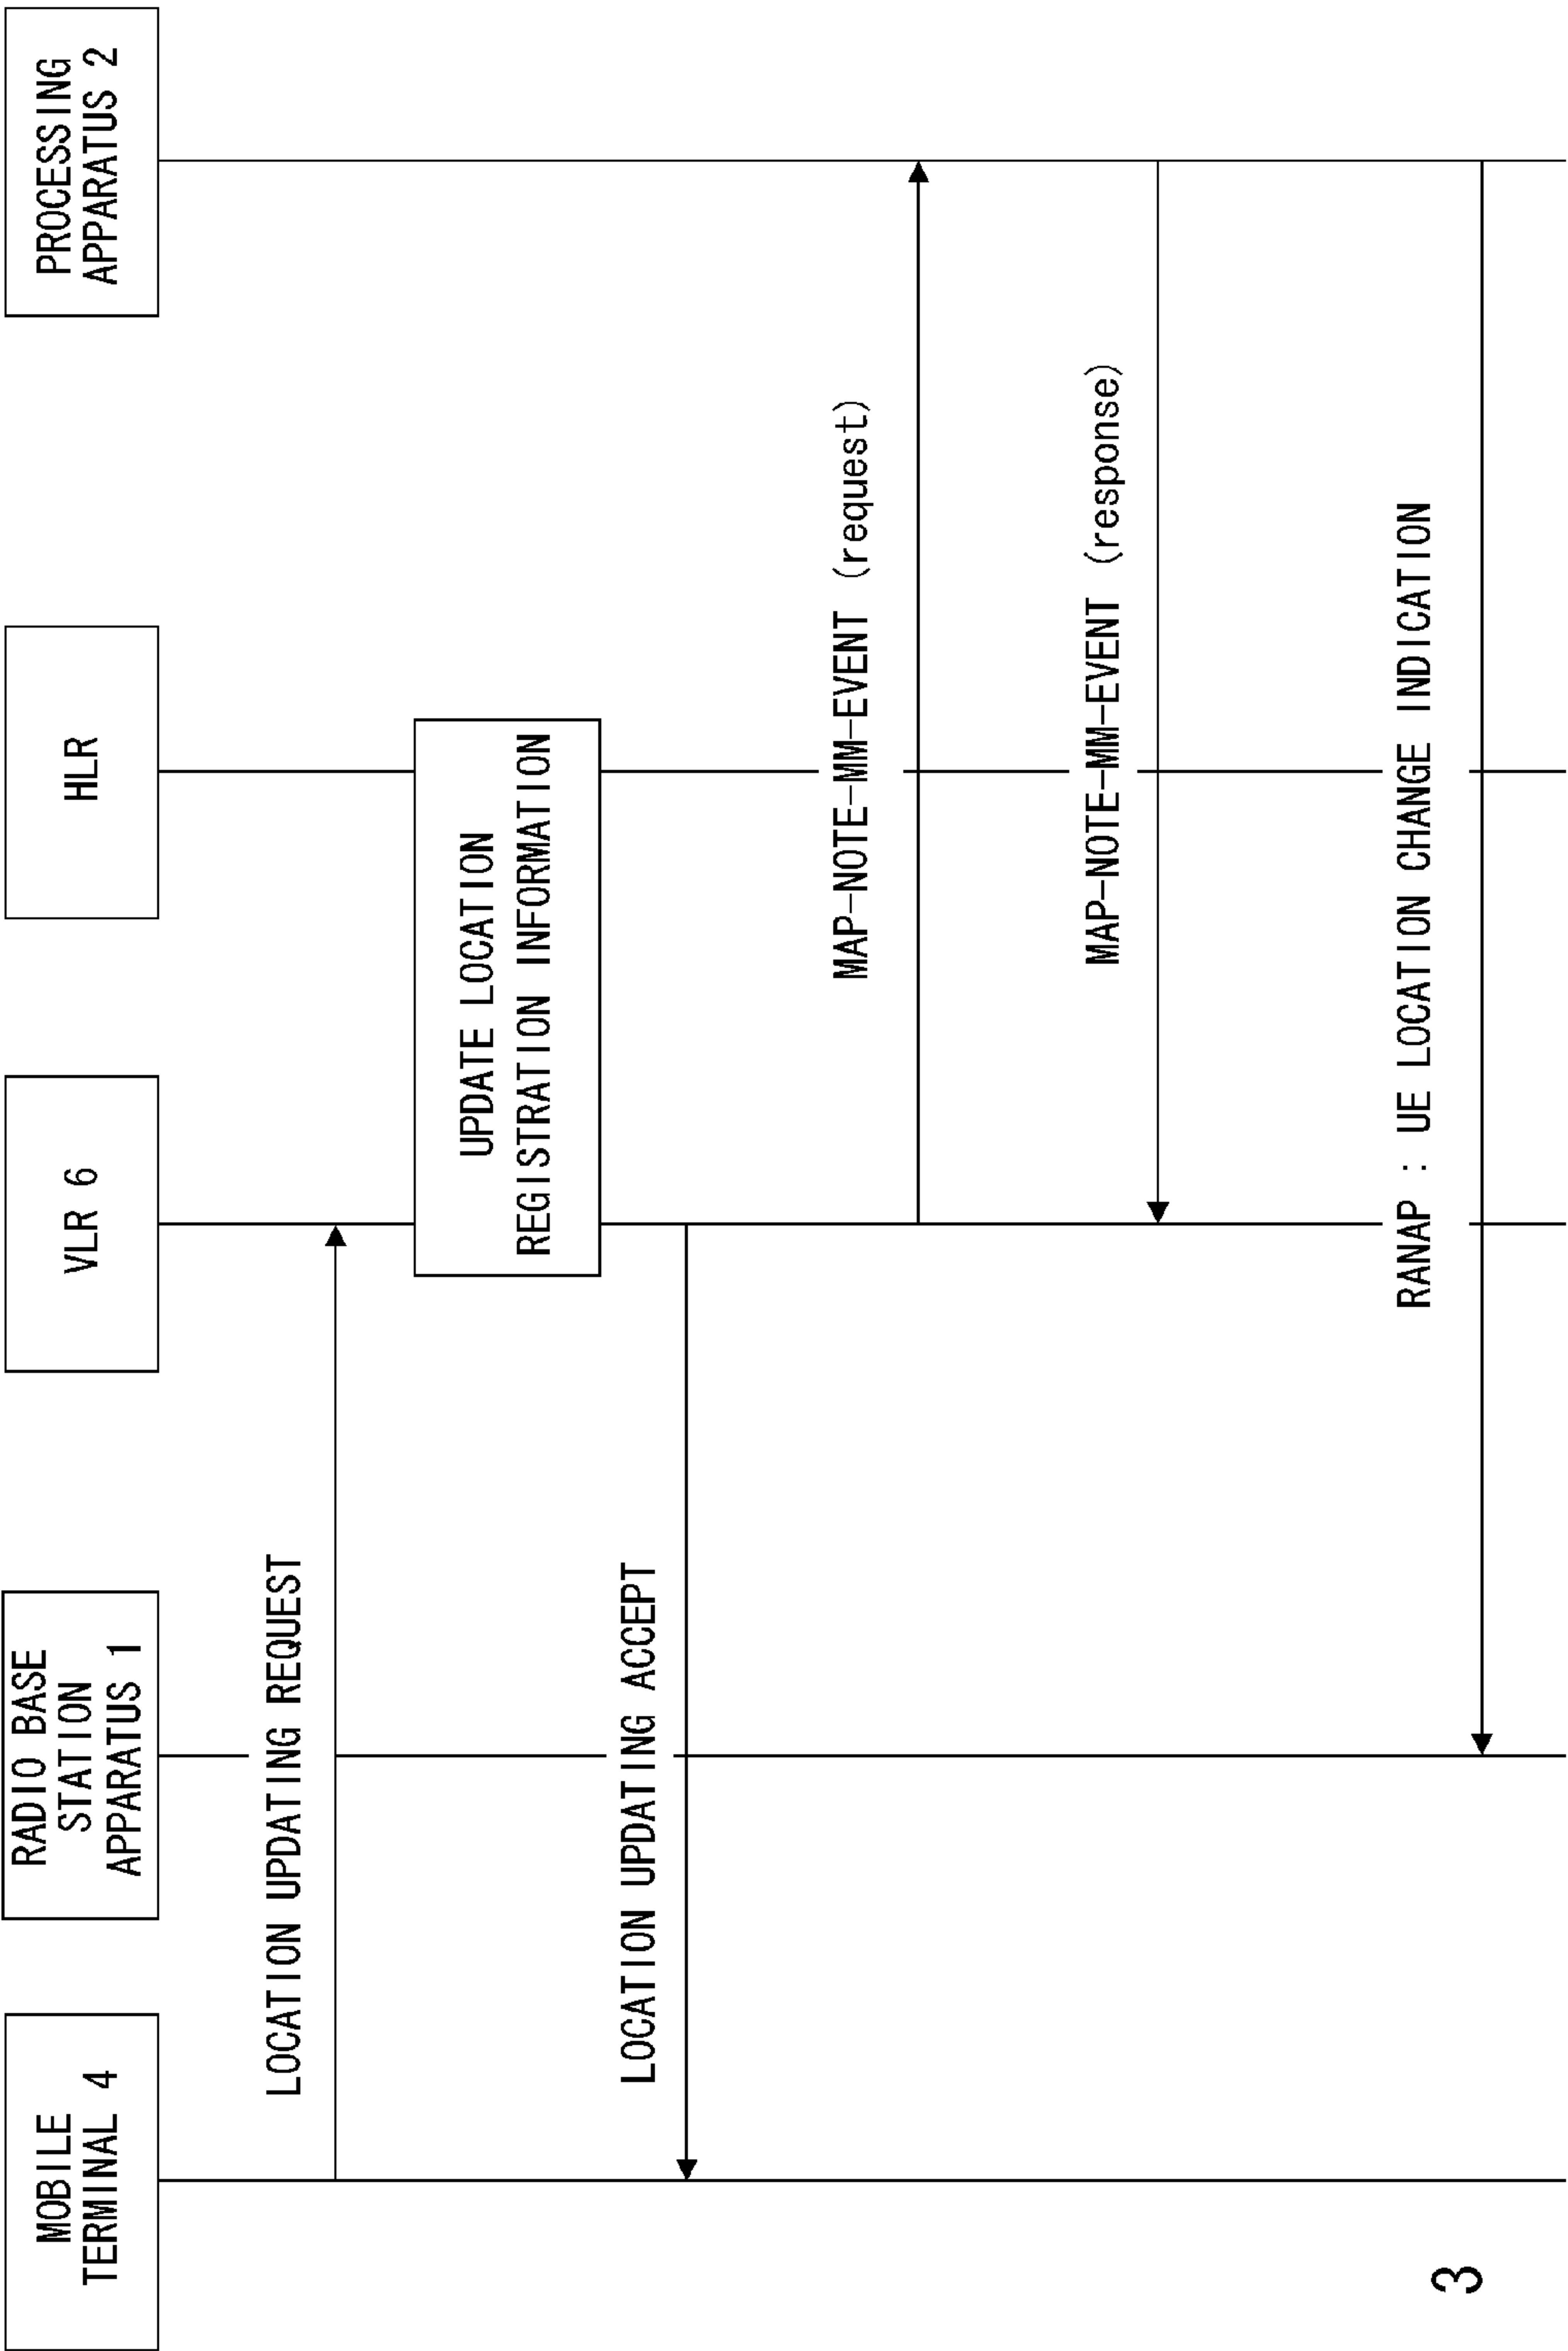 MOBILE
TERMINAL 4
RADIO BASE
STATION
APPARATUS 1
VLR 6
HLR
PROCESSING
APPARATUS 2
LOCATION UPDATING REQUEST
UPDATE LOCATION
REGISTRATION INFORMATION
LOCATION UPDATING ACCEPT
MAP-NOTE-MM-EVENT (request)
MAP-NOTE-MM-EVENT (response)
RANAP : UE LOCATION CHANGE INDICATION
3